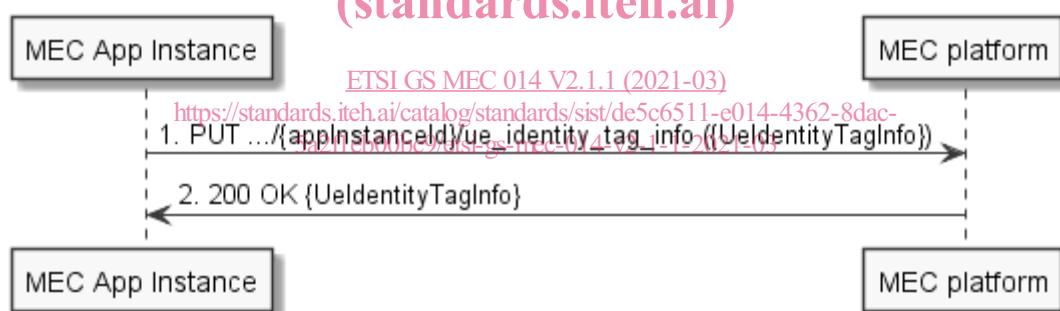 (standards.iteh.ai)
MEC App Instance
MEC platform
ETSI GS MEC 014 V2.1.1 (2021-03)
https://standards.iteh.ai/catalog/standards/sist/de5c6511-e014-4362-8dac-
1. PUT .../{appInstanceId}/ue_identity_tag_info ({UeIdentityTagInfo})
2. 200 OK {UeIdentityTagInfo}
MEC App Instance
MEC platform